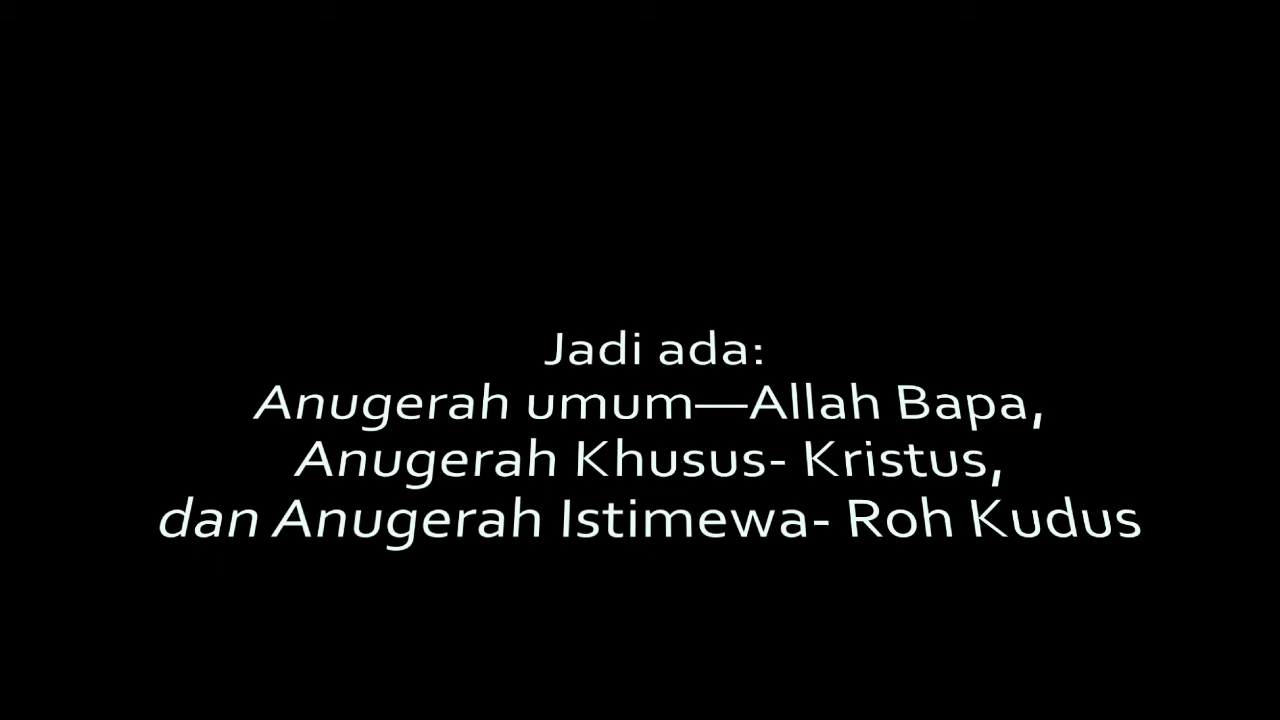 Jadi ada:
Anugerah umum—Allah Bapa,
Anugerah Khusus- Kristus,
dan Anugerah Istimewa- Roh Kudus